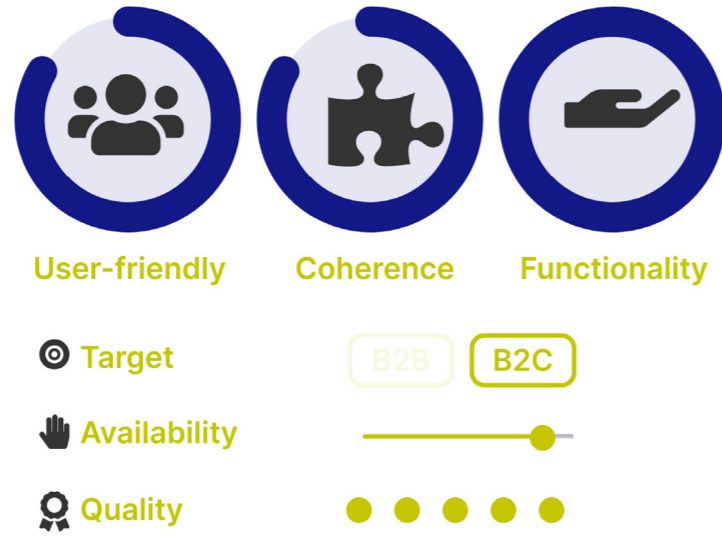 User-friendly Coherence Functionality
Target B2B B2C
Availability
Quality